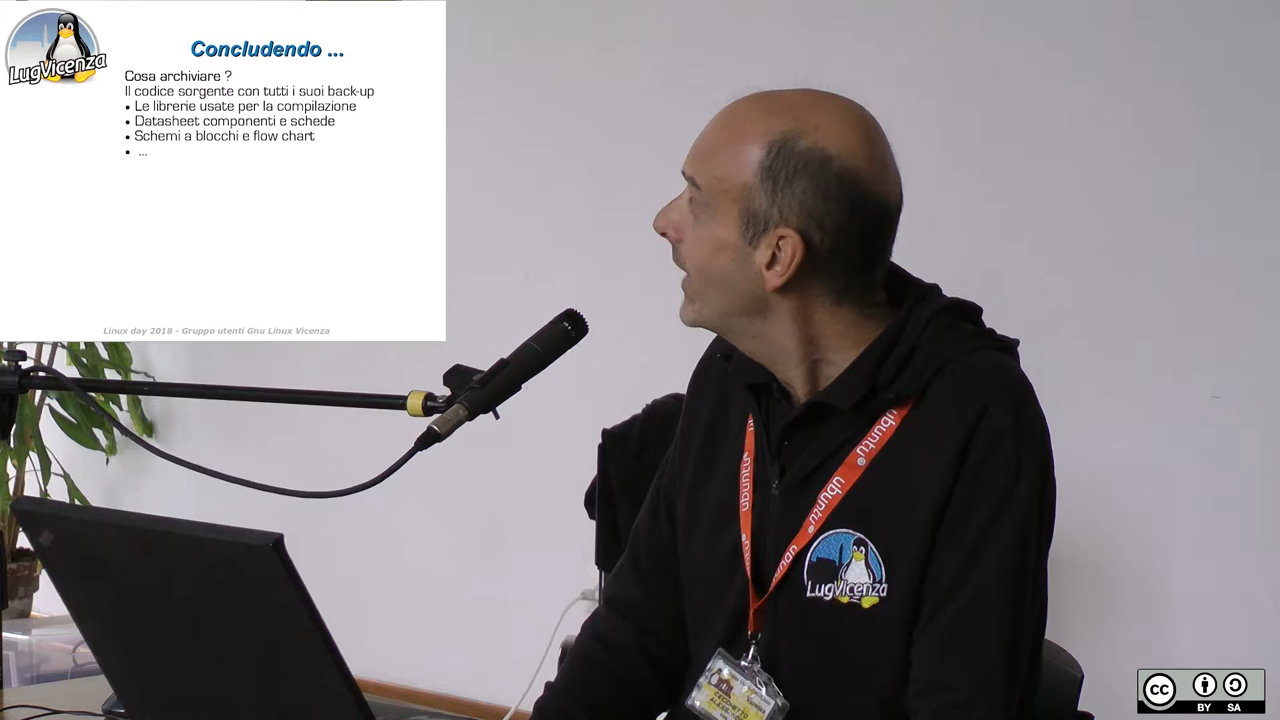 LugVicenza
Concludendo ...
Cosa archiviare ?
Il codice sorgente con tutti i suoi back-up
• Le librerie usate per la compilazione
• Datasheet componenti e schede
• Schemi a blocchi e flow chart
• ...
Linux day 2018 - Gruppo utenti Gnu Linux Vicenza
ubuntu
ubuntu
ubuntu
LugVicenza
cc
BY SA